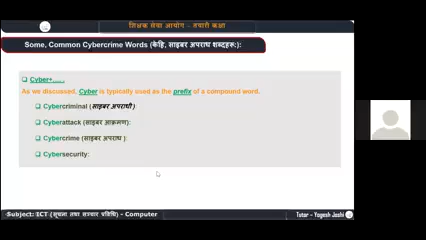 शिक्षक सेवा आयोग – तयारी कक्षा
Some, Common Cybercrime Words (केहि, साइबर अपराध शब्दहरू:):
Cyber+......
As we discussed, Cyber is typically used as the prefix of a compound word.
Cybercriminal (साइबर अपराधी)
Cyberattack (साइबर आक्रमण):
Cybercrime (साइबर अपराध ):
Cybersecurity:
Subject: ICT (सूचना तथा सञ्चार प्रविधि) - Computer
Tutor – Yogesh Joshi